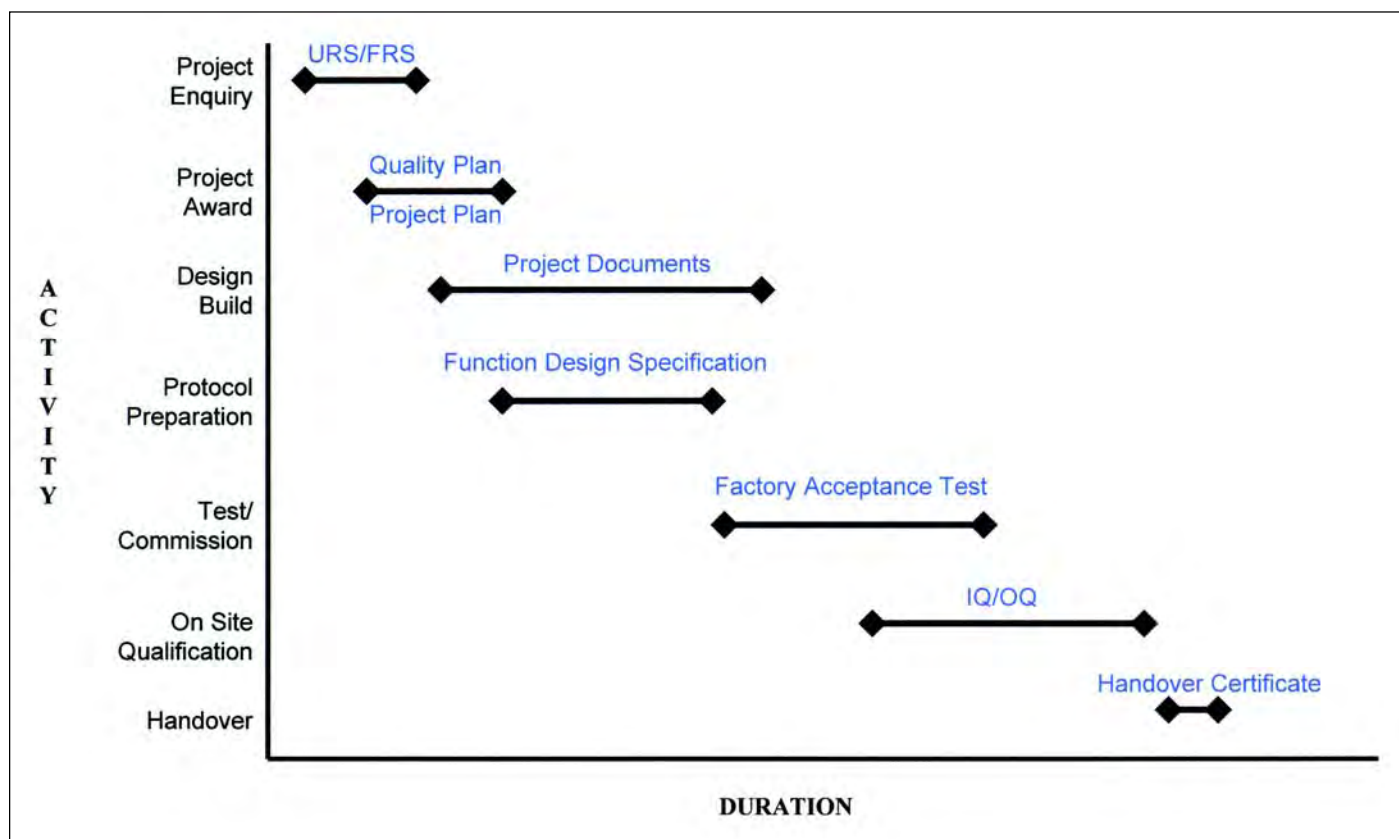 URS/FRS
Project
Enquiry
Quality Plan
Project
Award
Project Plan
Project Documents
Design
Build
Function Design Specification
Protocol
Preparation
Factory Acceptance Test
Test/
Commission
IQ/OQ
On Site
Qualification
Handover Certificate
Handover
ACTIVITY
DURATION